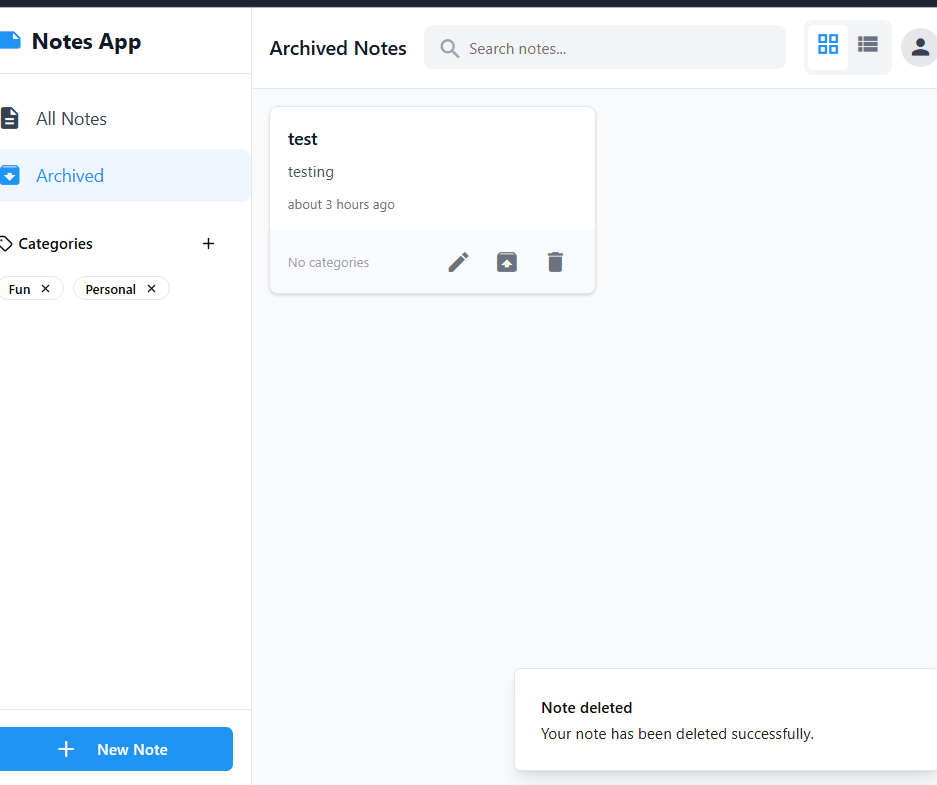 Notes App
Archived Notes
Search notes...
All Notes
Archived
Categories
Fun
Personal
test
testing
about 3 hours ago
No categories
New Note
Note deleted
Your note has been deleted successfully.